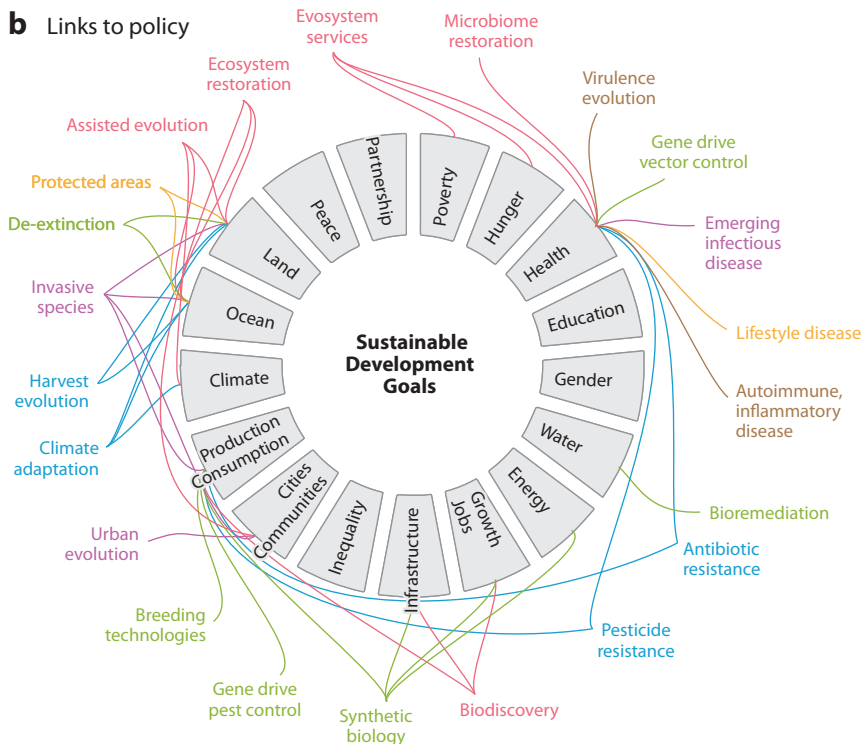 b Links to policy
Evosystem
services
Microbiome
restoration
Ecosystem
restoration
Virulence
evolution
Assisted evolution
Gene drive
vector control
Protected areas
De-extinction
Emerging
infectious
disease
Invasive
species
Lifestyle disease
Harvest
evolution
Autoimmune,
inflammatory
disease
Climate
adaptation
Bioremediation
Urban
evolution
Antibiotic
resistance
Breeding
technologies
Pesticide
resistance
Gene drive
pest control
Synthetic
biology
Biodiscovery
Sustainable
Development
Goals
Poverty
Hunger
Health
Education
Gender
Water
Energy
Growth
Jobs
Infrastructure
Inequality
Cities
Communities
Production
Consumption
Climate
Ocean
Land
Peace
Partnership